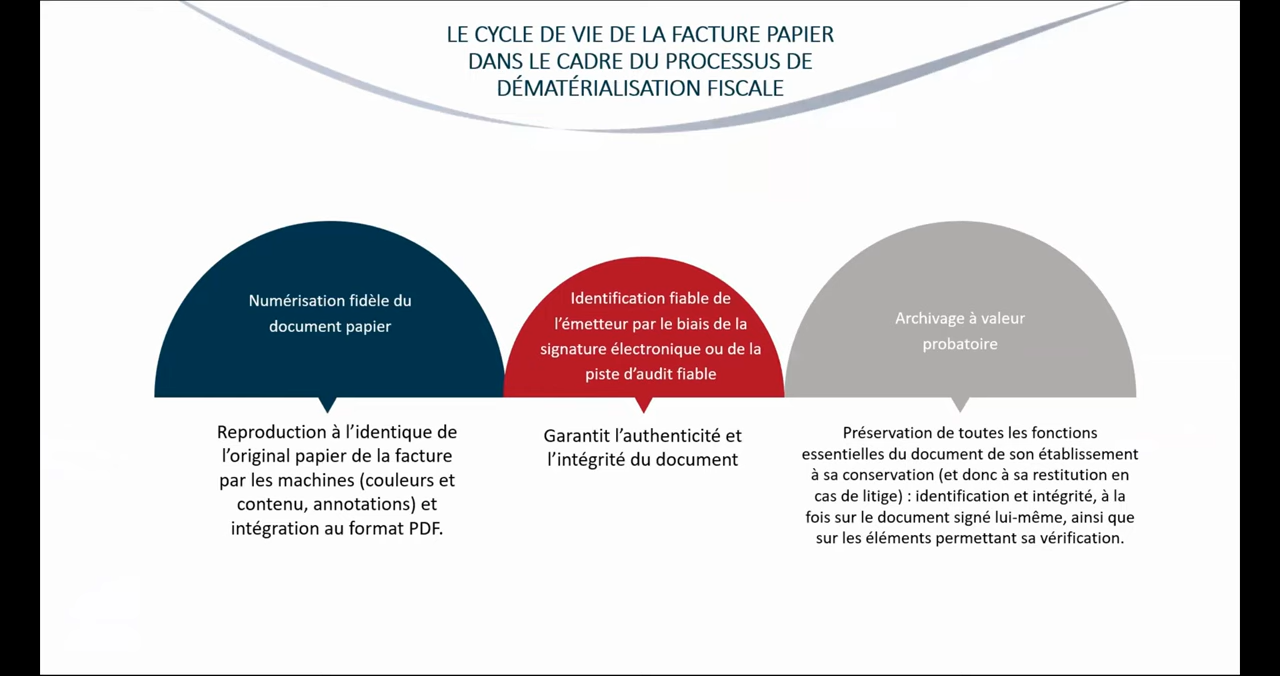 LE CYCLE DE VIE DE LA FACTURE PAPIER
DANS LE CADRE DU PROCESSUS DE
DÉMATÉRIALISATION FISCALE
Numérisation fidèle du
document papier
Reproduction à l’identique de
l’original papier de la facture
par les machines (couleurs et
contenu, annotations) et
intégration au format PDF.
Identification fiable de
l’émetteur par le biais de la
signature électronique ou de la
piste d’audit fiable
Garantit l’authenticité et
l’intégrité du document
Archivage à valeur
probatoire
Préservation de toutes les fonctions
essentielles du document de son établissement
à sa conservation (et donc à sa restitution en
cas de litige) : identification et intégrité, à la
fois sur le document signé lui-même, ainsi que
sur les éléments permettant sa vérification.